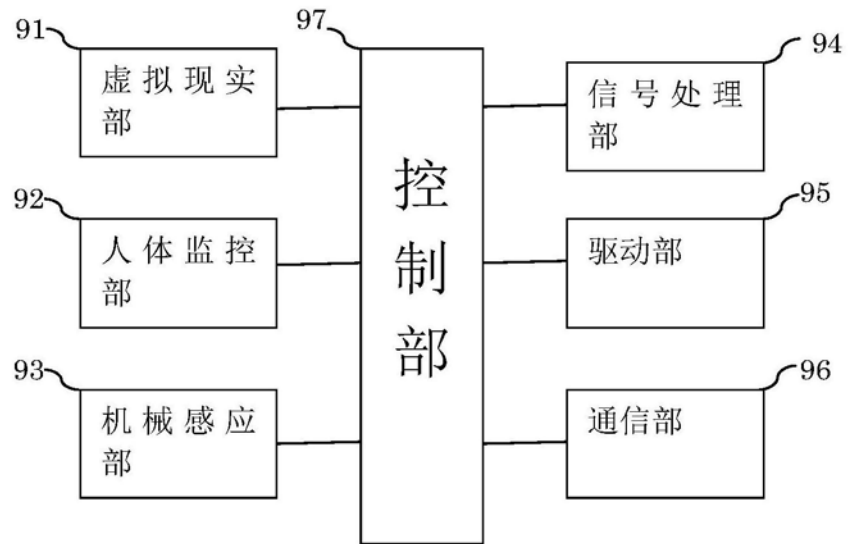 91
虚拟现实
部
92
人体监控
部
93
机械感应
部
97
控
制
部
94
信号处理
部
95
驱动部
96
通信部